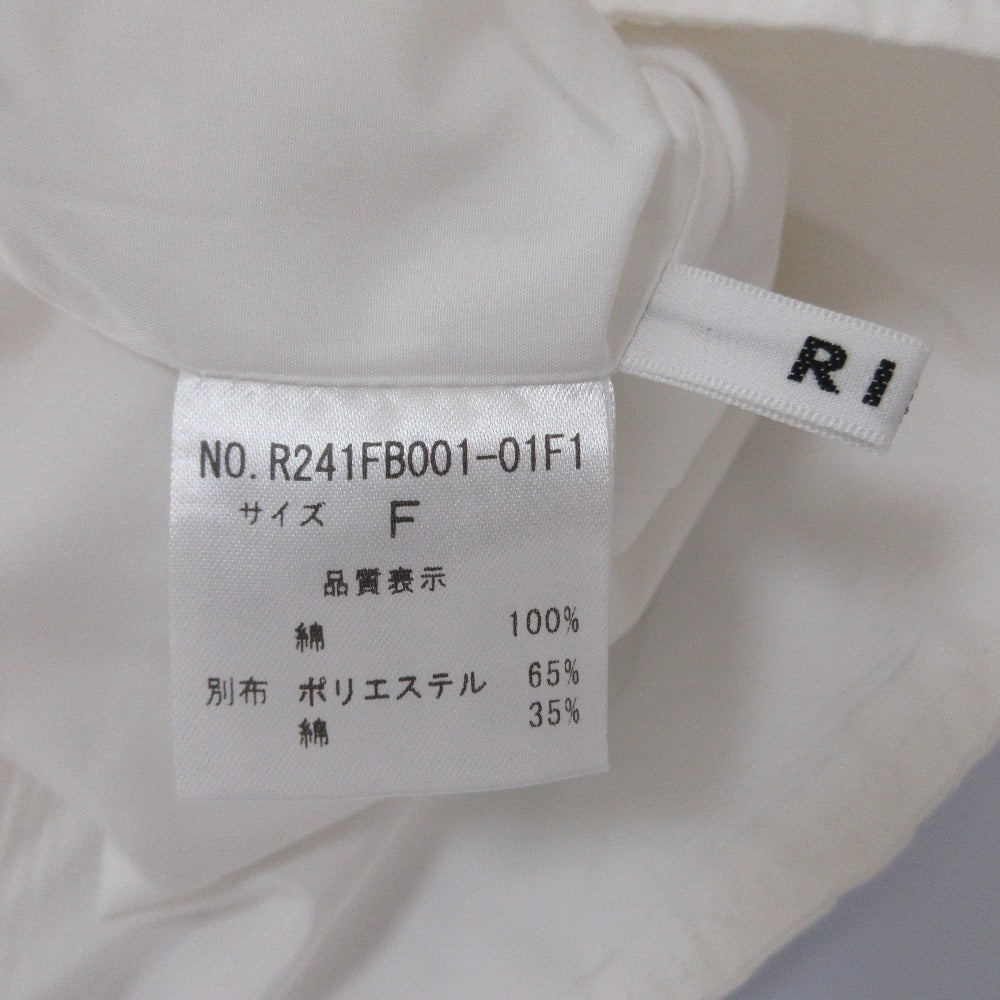 RI
NO.R241FB001-01F1
サイズ F
品質表示
綿 100%
別布 ポリエステル 65%
綿 35%